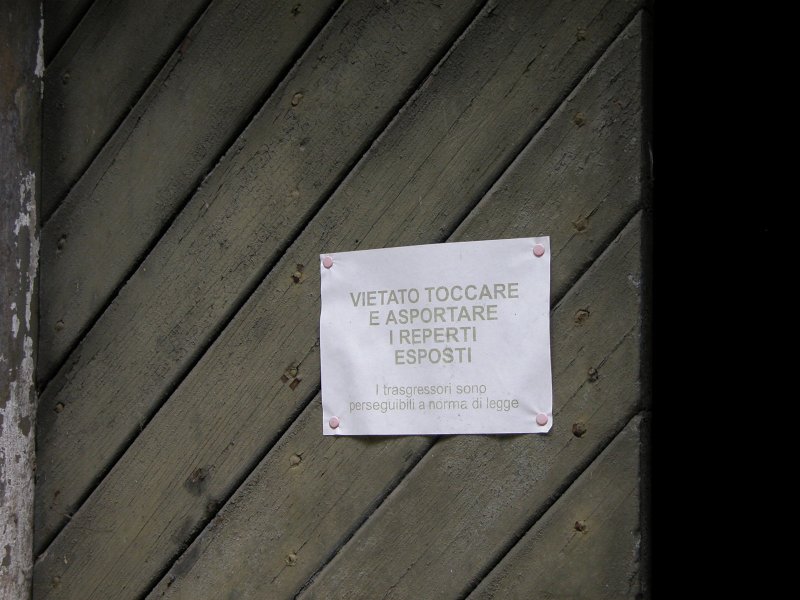 VIETATO TOCCARE
E ASPORTARE
I REPERTI
ESPOSTI
I trasgressori sono
perseguibili a norma di legge